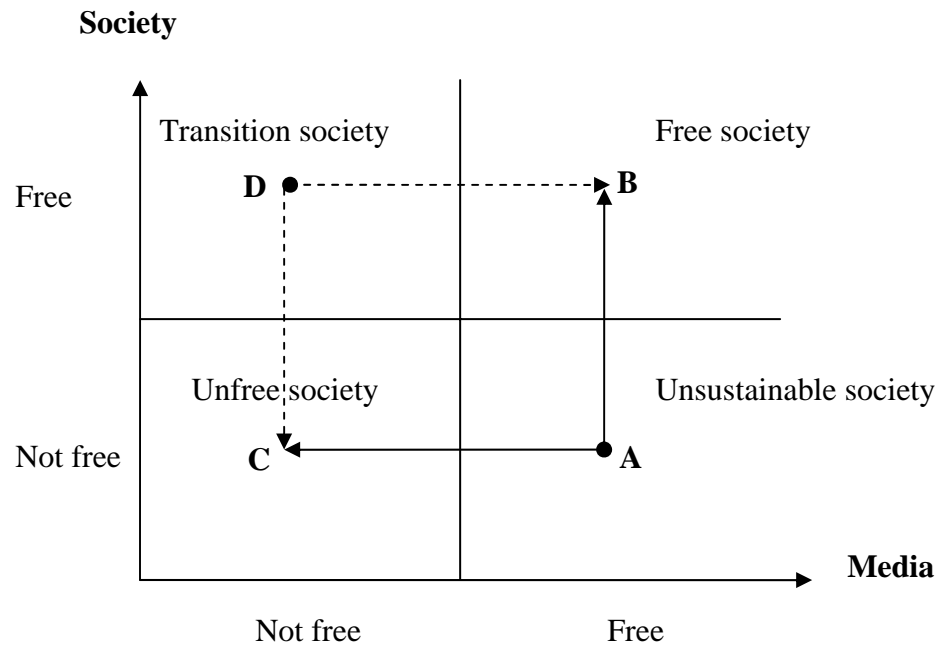 Society
Transition society
Free society
D
B
Free
Unfree society
Unsustainable society
Not free
C
A
Media
Not free
Free